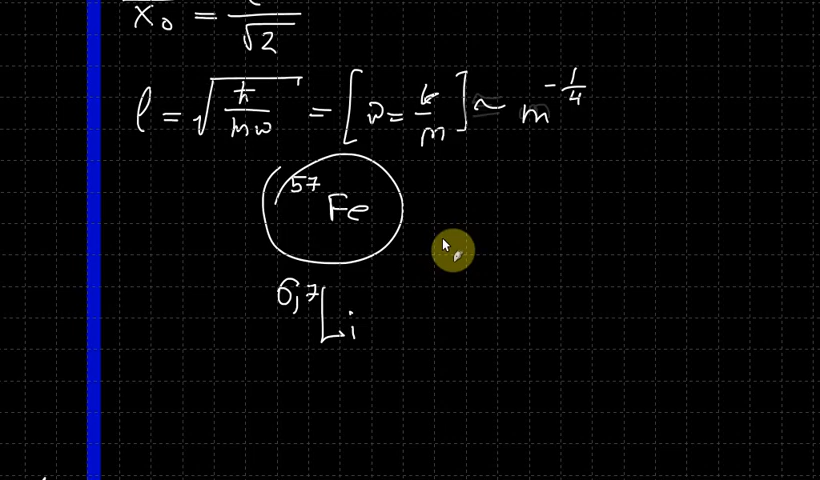 x₀ = ℓ/√2
ℓ = √(ħ/mω) = [ω = k/m] ~ m^(-1/4)
⁵⁷Fe
⁶,⁷Li